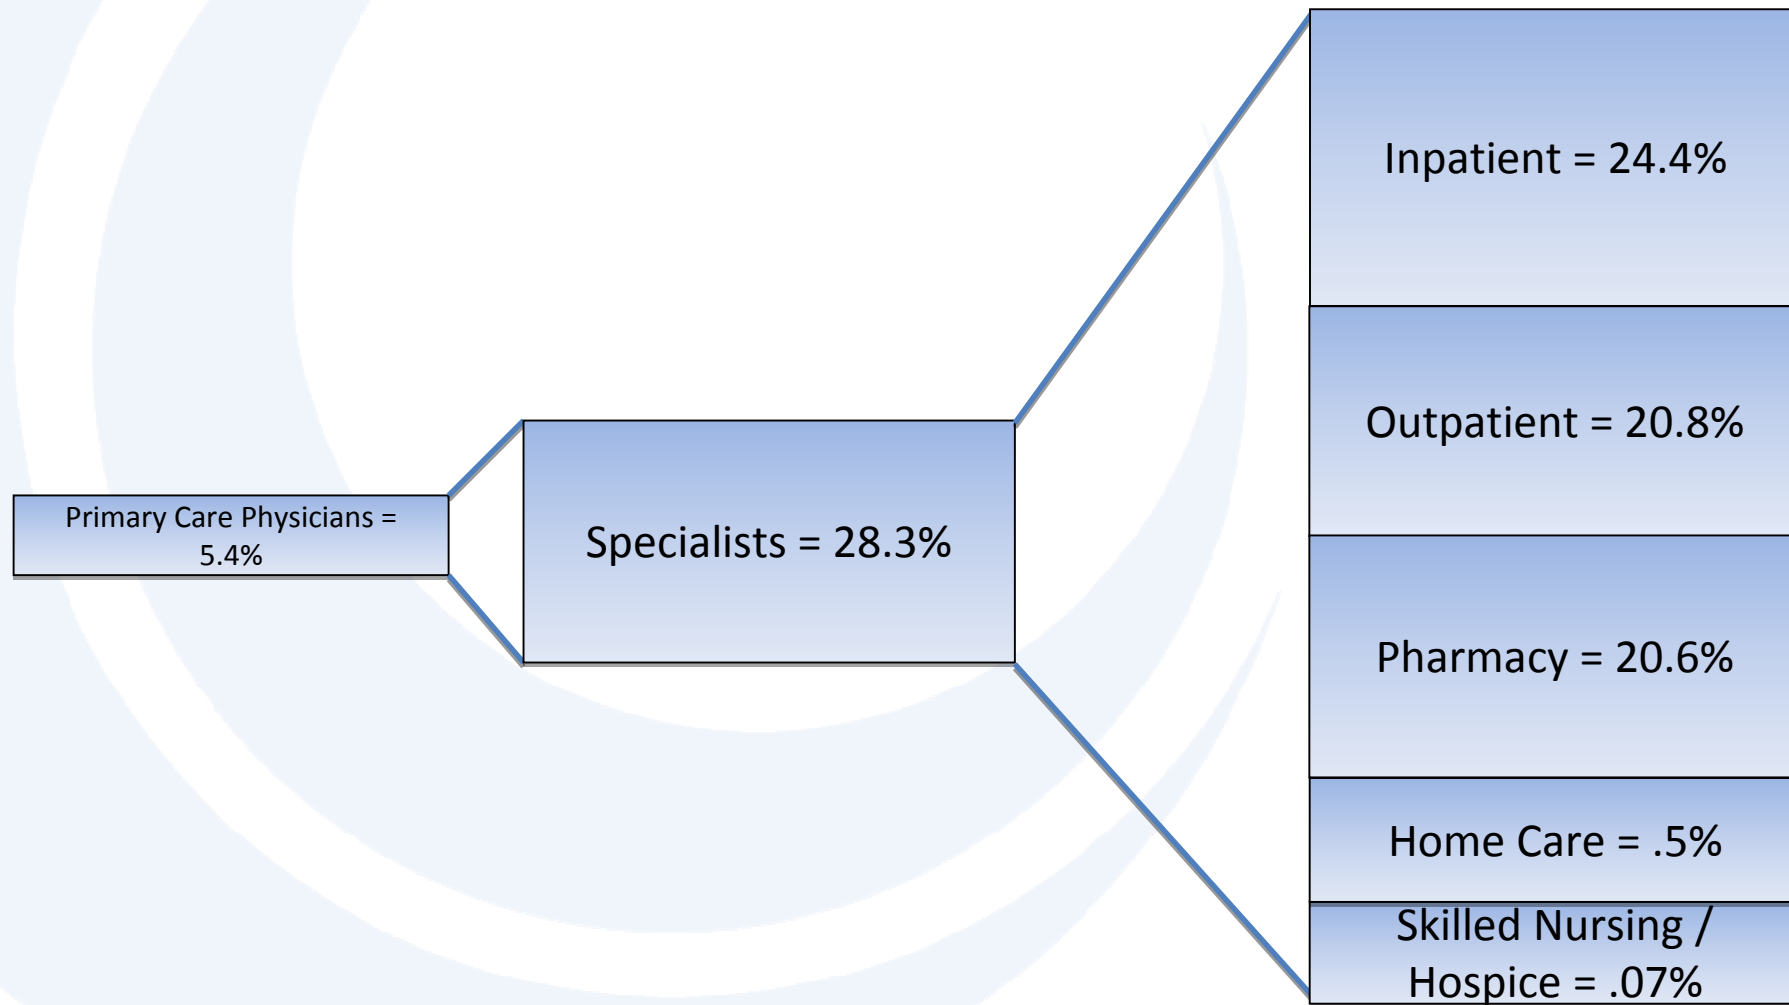 Primary Care Physicians =
5.4%
Specialists = 28.3%
Inpatient = 24.4%
Outpatient = 20.8%
Pharmacy = 20.6%
Home Care = .5%
Skilled Nursing /
Hospice = .07%